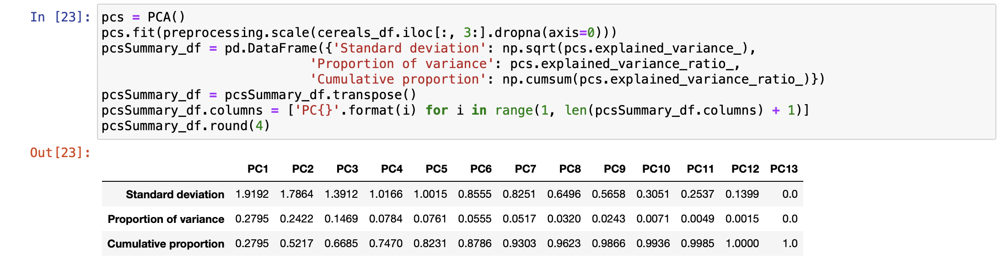 In [23]: pcs = PCA()
pcs.fit(preprocessing.scale(cereals_df.iloc[:, 3:].dropna(axis=0)))
pcsSummary_df = pd.DataFrame({'Standard deviation': np.sqrt(pcs.explained_variance_),
                           'Proportion of variance': pcs.explained_variance_ratio_,
                           'Cumulative proportion': np.cumsum(pcs.explained_variance_ratio_)})
pcsSummary_df = pcsSummary_df.transpose()
pcsSummary_df.columns = ['PC{}'.format(i) for i in range(1, len(pcsSummary_df.columns) + 1)]
pcsSummary_df.round(4)
Out[23]:
PC1 PC2 PC3 PC4 PC5 PC6 PC7 PC8 PC9 PC10 PC11 PC12 PC13
Standard deviation 1.9192 1.7864 1.3912 1.0166 1.0015 0.8555 0.8251 0.6496 0.5658 0.3051 0.2537 0.1399 0.0
Proportion of variance 0.2795 0.2422 0.1469 0.0784 0.0761 0.0555 0.0517 0.0320 0.0243 0.0071 0.0049 0.0015 0.0
Cumulative proportion 0.2795 0.5217 0.6685 0.7470 0.8231 0.8786 0.9303 0.9623 0.9866 0.9936 0.9985 1.0000 1.0